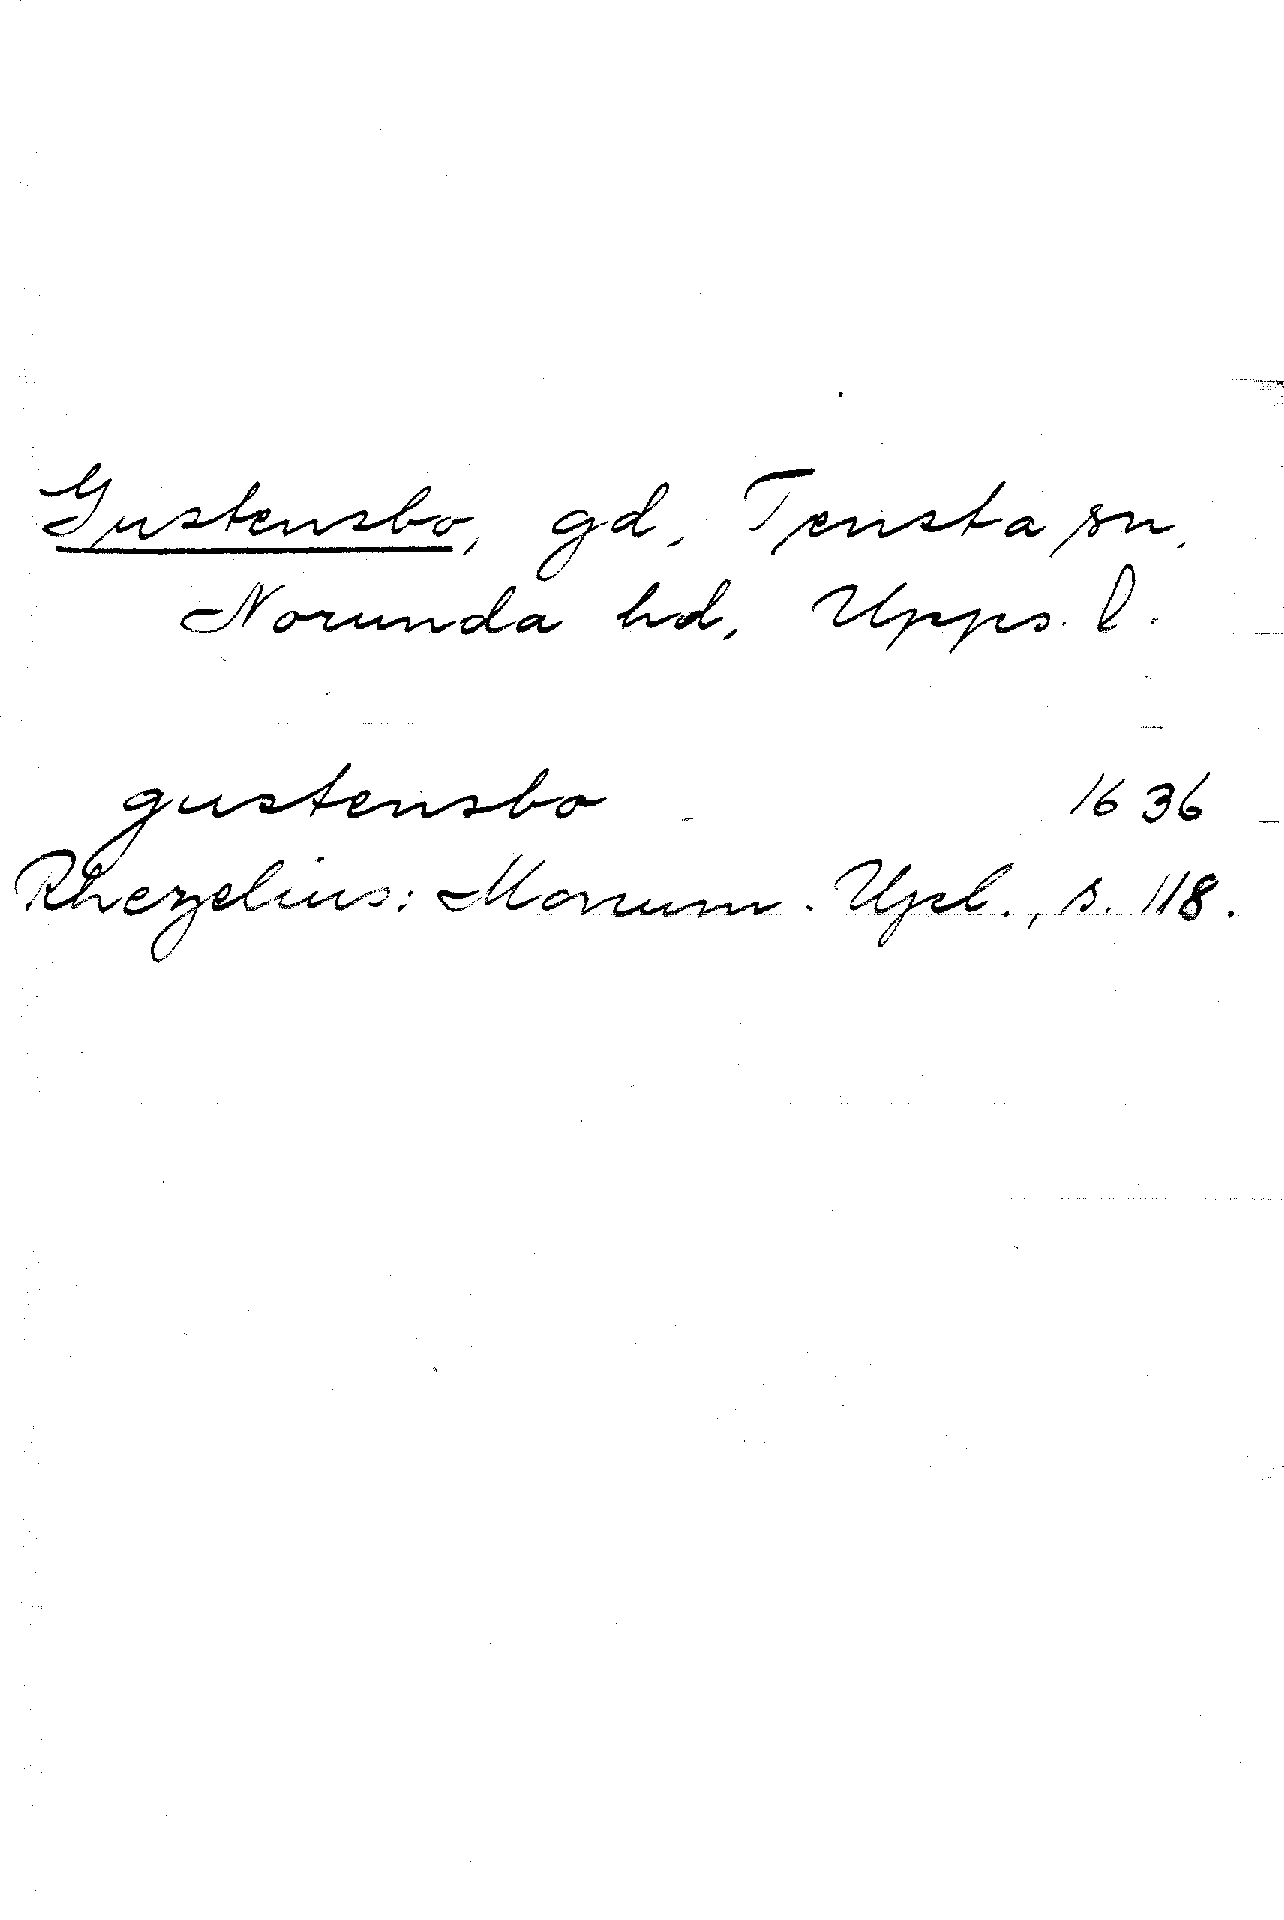 Gustensbo, gd, Tensta sn,
Norunda hd, Upps. l.
gustensbo 1636
Rhezelius: Monum. Upl., s. 118.